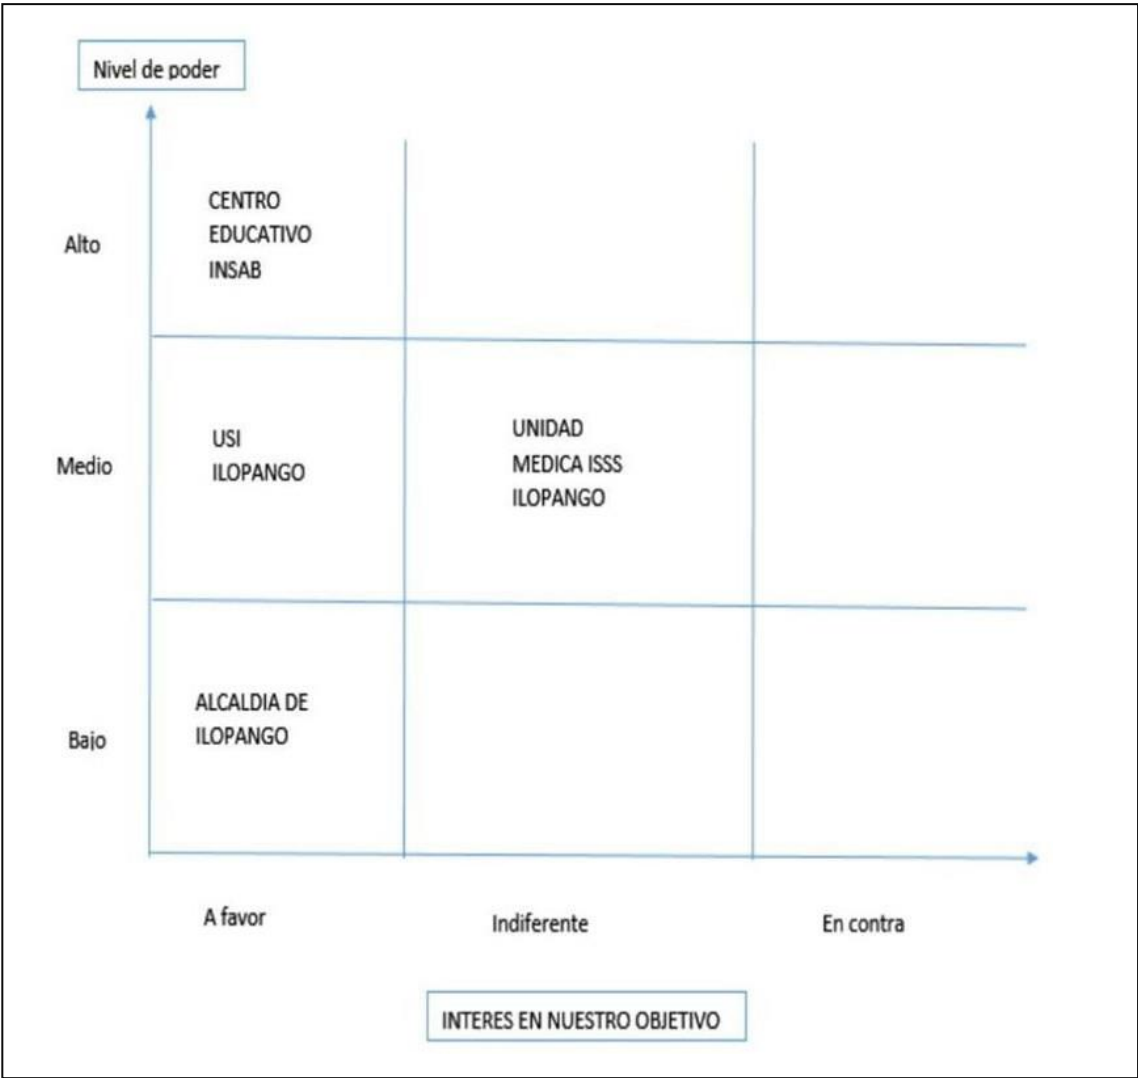 Nivel de poder
Alto
CENTRO
EDUCATIVO
INSAB
Medio
USI
ILOPANGO
UNIDAD
MEDICA ISSS
ILOPANGO
Bajo
ALCALDIA DE
ILOPANGO
A favor
Indiferente
En contra
INTERES EN NUESTRO OBJETIVO